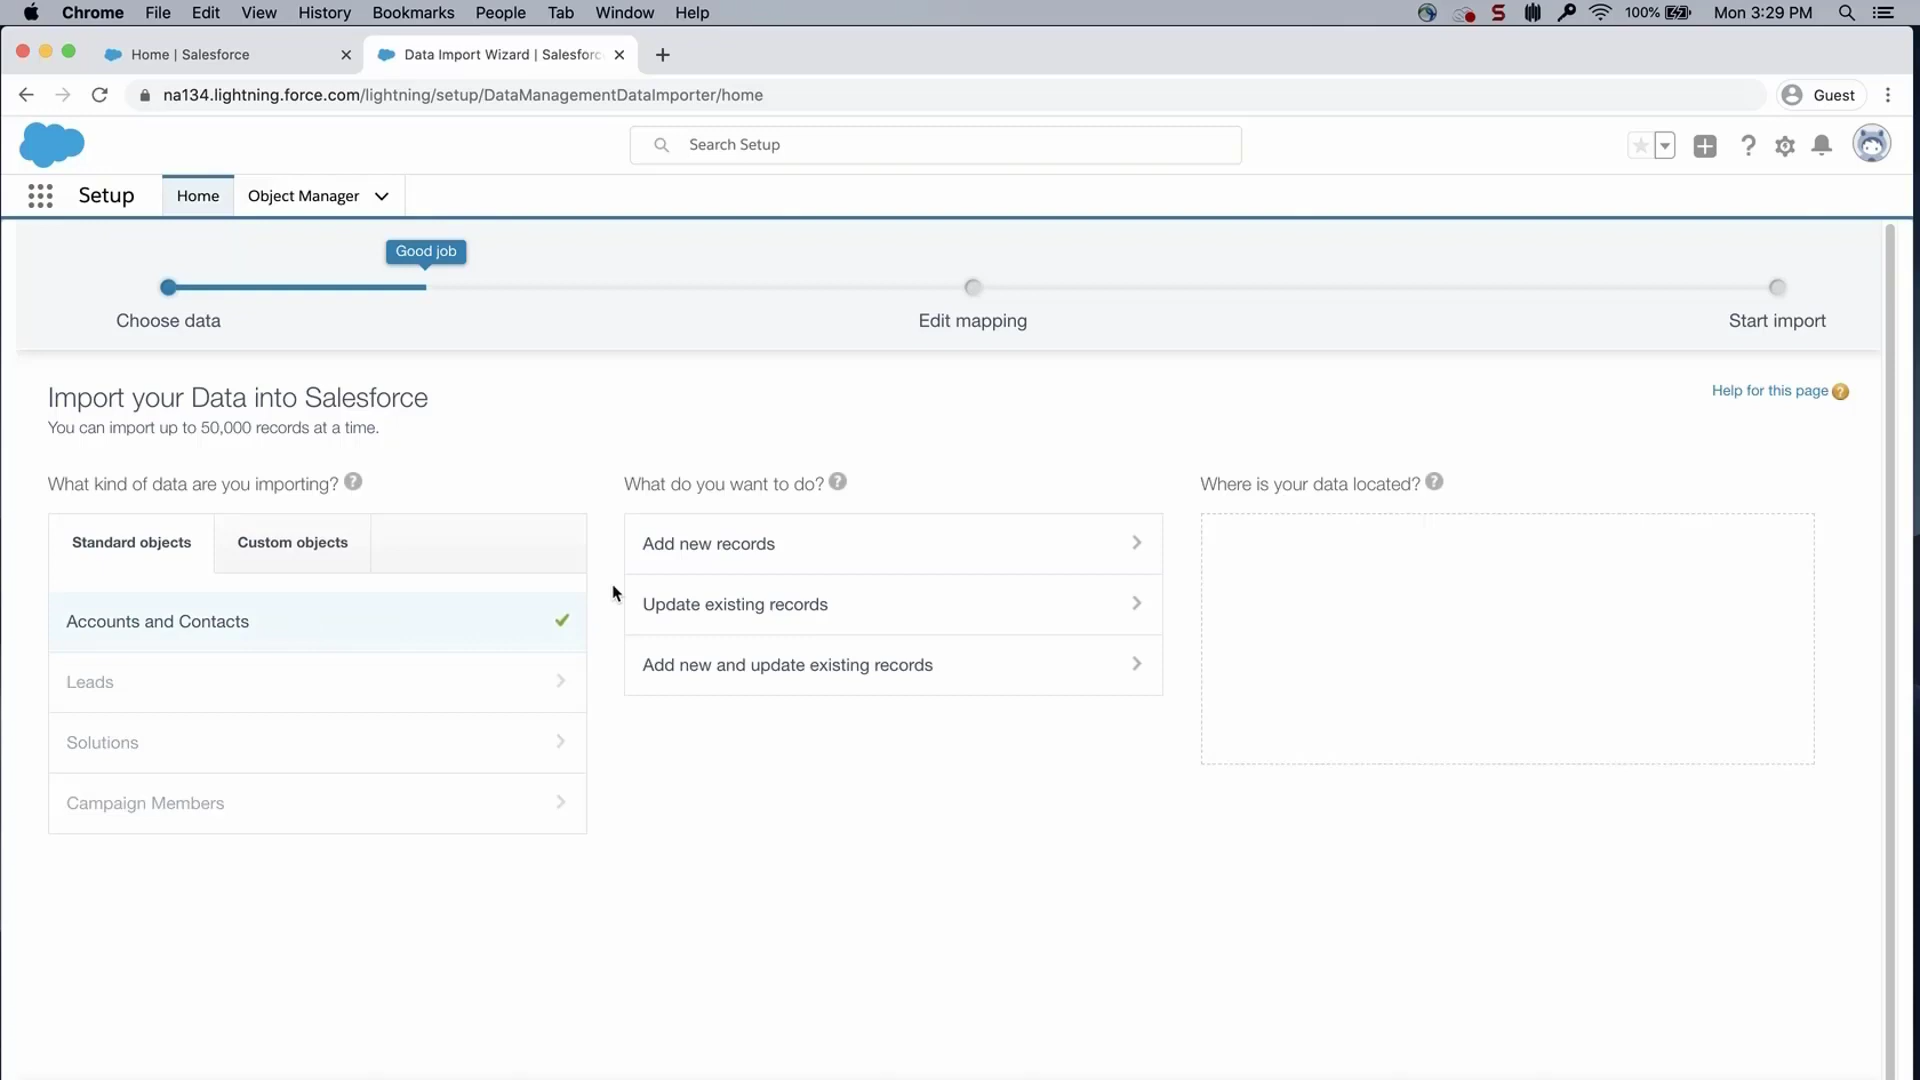 Chrome File Edit View History Bookmarks People Tab Window Help
100% Mon 3:29 PM
Home | Salesforce
Data Import Wizard | Salesforc
na134.lightning.force.com/lightning/setup/DataManagementDataImporter/home
Guest
Search Setup
Setup
Home
Object Manager
Good job
Choose data
Edit mapping
Start import
Import your Data into Salesforce
Help for this page ?
You can import up to 50,000 records at a time.
What kind of data are you importing? ?
Standard objects
Custom objects
Accounts and Contacts
Leads
Solutions
Campaign Members
What do you want to do? ?
Add new records
Update existing records
Add new and update existing records
Where is your data located? ?